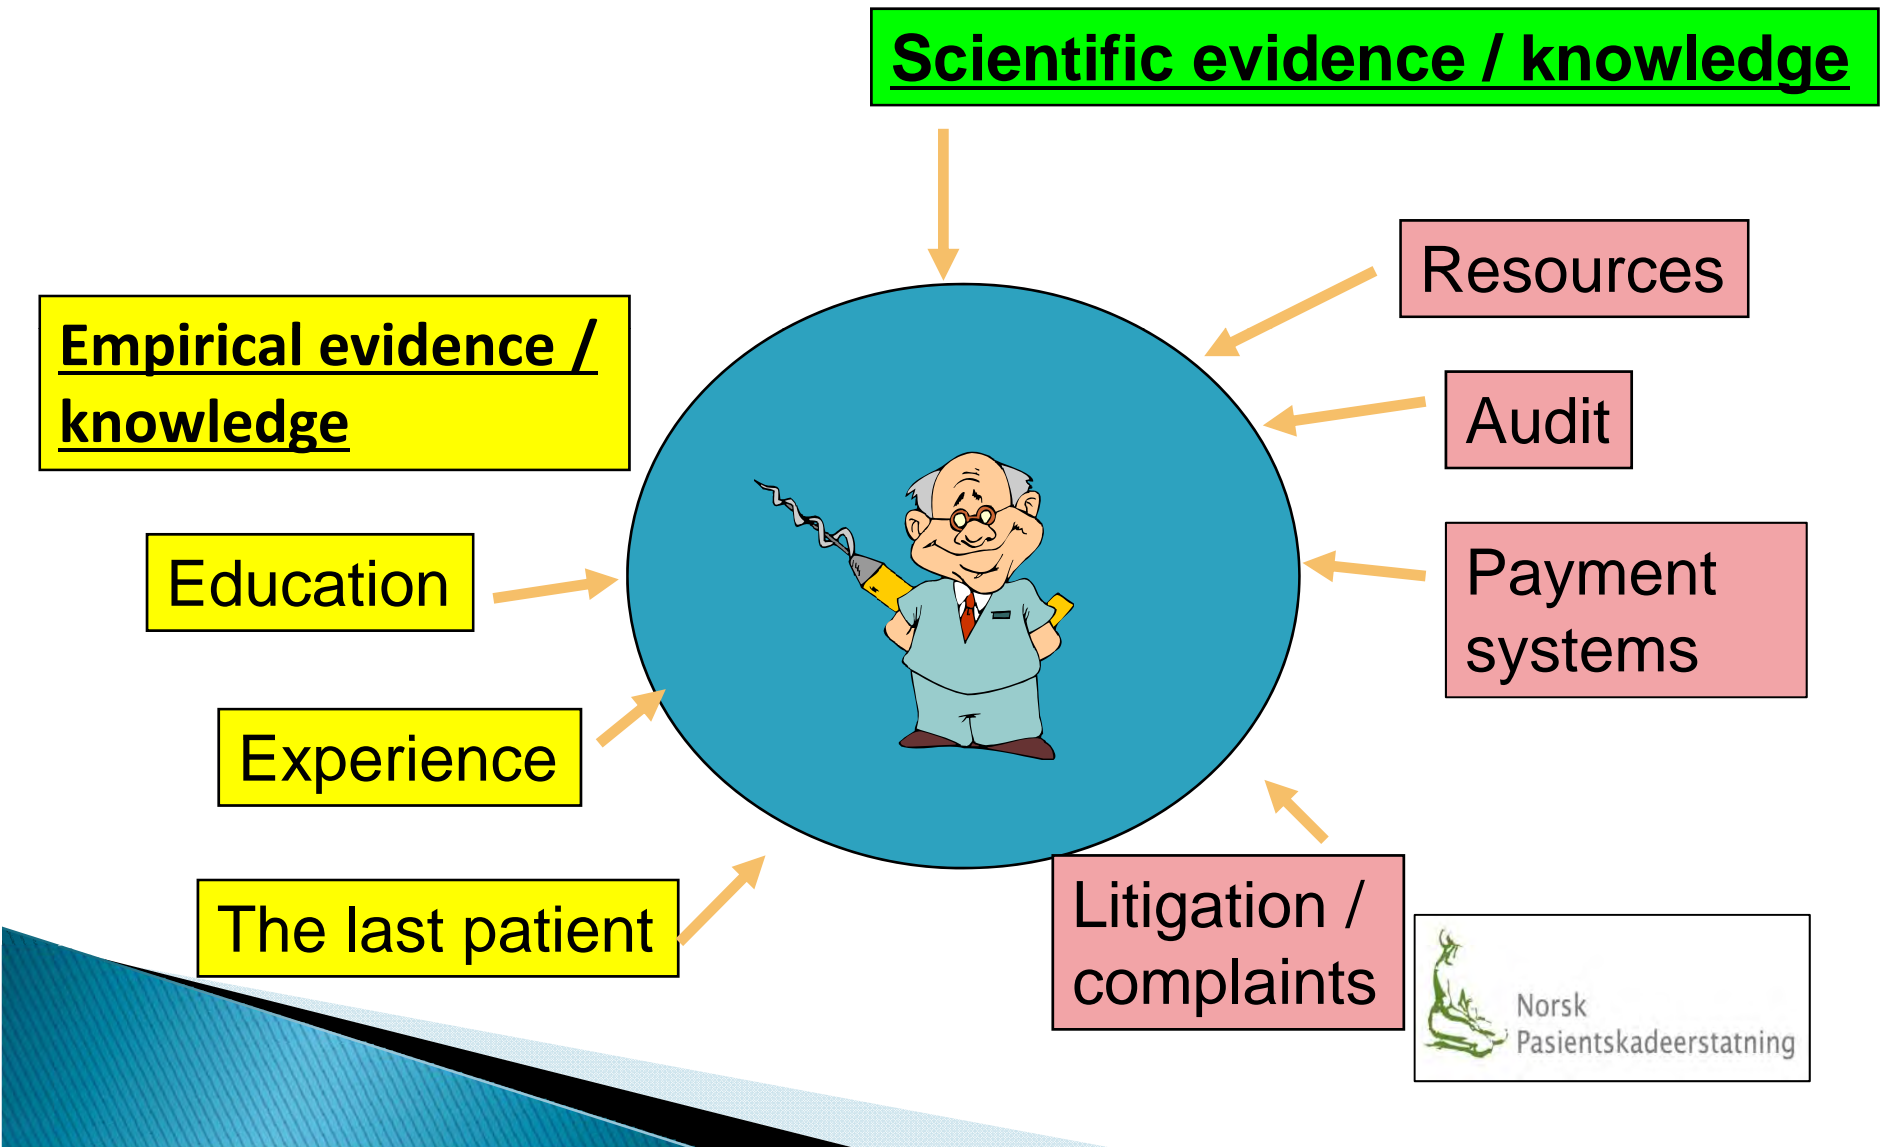 Scientific evidence / knowledge
Empirical evidence /
knowledge
Education
Experience
The last patient
Resources
Audit
Payment
systems
Litigation /
complaints
Norsk
Pasientskadeerstatning